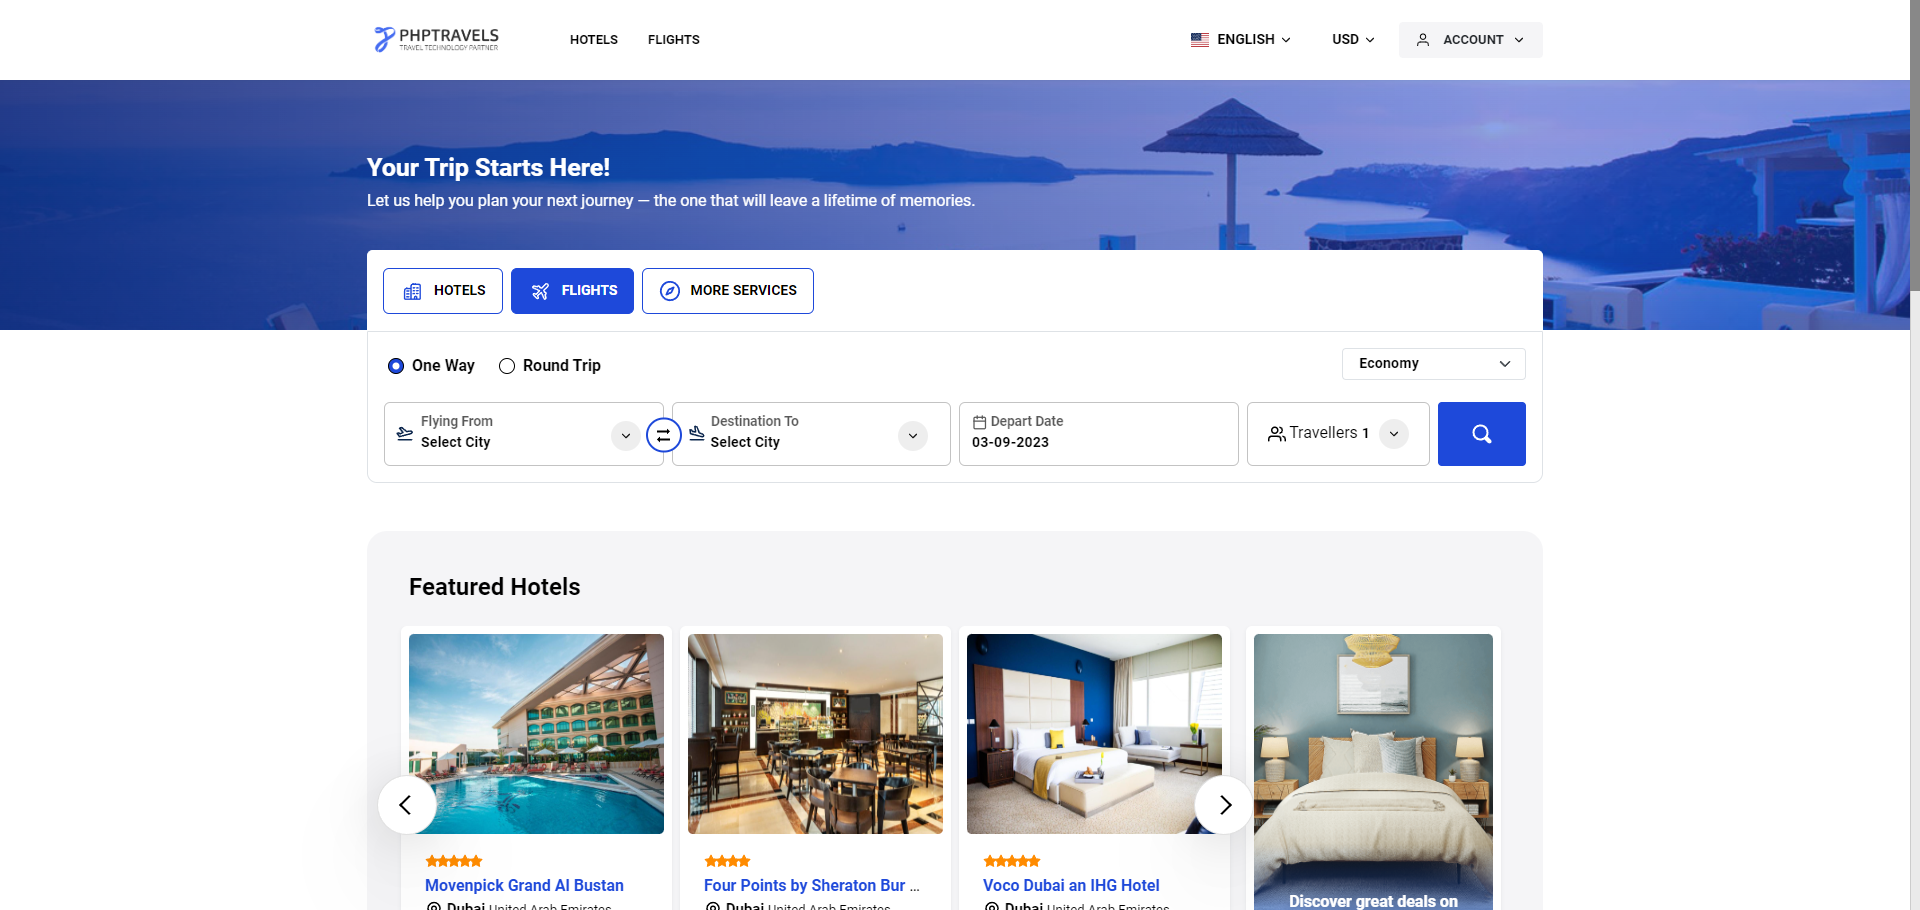 PHPTRAVELS
TRAVEL TECHNOLOGY PARTNER
HOTELS
FLIGHTS
ENGLISH
USD
ACCOUNT
Your Trip Starts Here!
Let us help you plan your next journey — the one that will leave a lifetime of memories.
HOTELS
FLIGHTS
MORE SERVICES
One Way
Round Trip
Economy
Flying From
Select City
Destination To
Select City
Depart Date
03-09-2023
Travellers 1
Featured Hotels
Movenpick Grand Al Bustan
Dubai United Arab Emirates
Four Points by Sheraton Bur ...
Dubai United Arab Emirates
Voco Dubai an IHG Hotel
Dubai United Arab Emirates
Discover great deals on